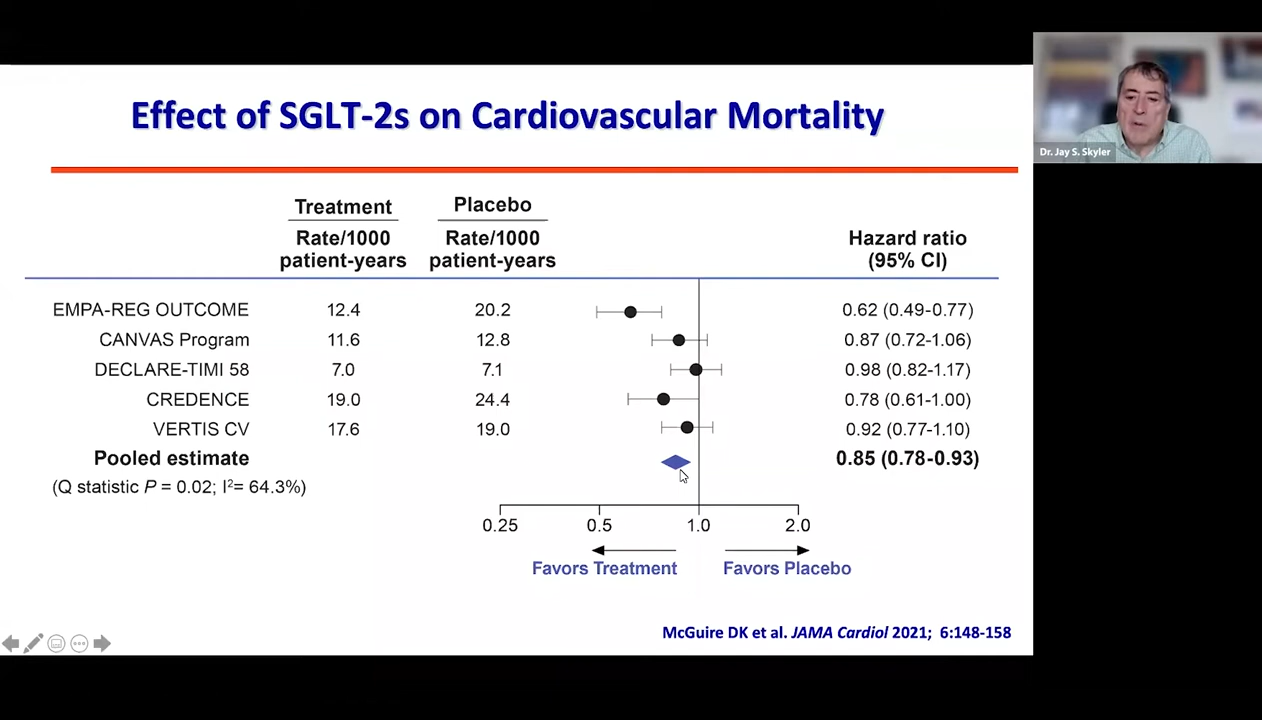 Effect of SGLT-2s on Cardiovascular Mortality
Dr. Jay S. Skyler
Treatment Placebo
Rate/1000 Rate/1000 Hazard ratio
patient-years patient-years (95% CI)
EMPA-REG OUTCOME 12.4 20.2 0.62 (0.49-0.77)
CANVAS Program 11.6 12.8 0.87 (0.72-1.06)
DECLARE-TIMI 58 7.0 7.1 0.98 (0.82-1.17)
CREDENCE 19.0 24.4 0.78 (0.61-1.00)
VERTIS CV 17.6 19.0 0.92 (0.77-1.10)
Pooled estimate 0.85 (0.78-0.93)
(Q statistic P = 0.02; I²= 64.3%)
0.25 0.5 1.0 2.0
Favors Treatment Favors Placebo
McGuire DK et al. JAMA Cardiol 2021; 6:148-158